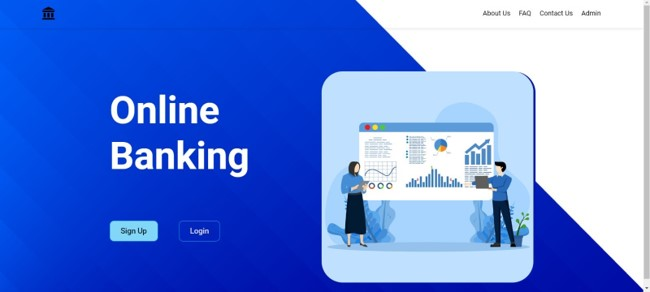 About Us FAQ Contact Us Admin
Online
Banking
Sign Up Login